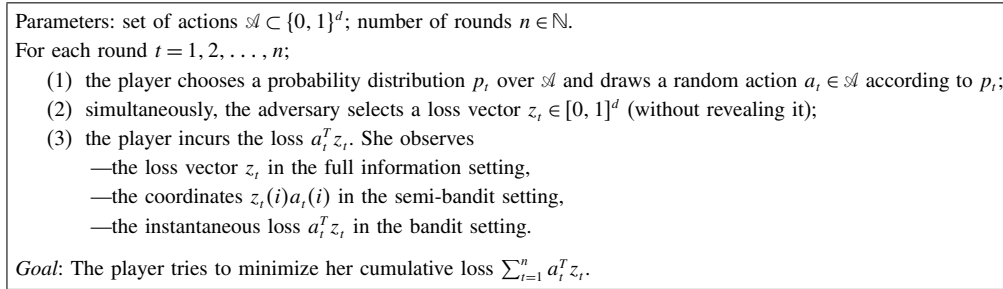 Parameters: set of actions 𝒜 ⊂ {0, 1}^d; number of rounds n ∈ ℕ.
For each round t = 1, 2, . . . , n;
(1) the player chooses a probability distribution p_t over 𝒜 and draws a random action a_t ∈ 𝒜 according to p_t;
(2) simultaneously, the adversary selects a loss vector z_t ∈ [0, 1]^d (without revealing it);
(3) the player incurs the loss a_t^T z_t. She observes
—the loss vector z_t in the full information setting,
—the coordinates z_t(i)a_t(i) in the semi-bandit setting,
—the instantaneous loss a_t^T z_t in the bandit setting.
Goal: The player tries to minimize her cumulative loss ∑_{t=1}^n a_t^T z_t.